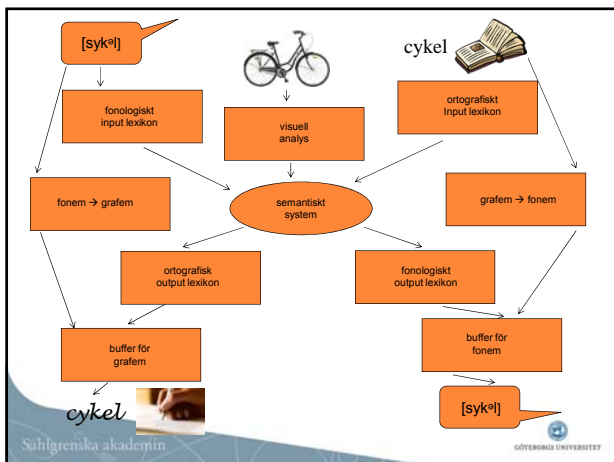 [sykᵊl]
cykel
fonologiskt
input lexikon
visuell
analys
ortografiskt
Input lexikon
fonem → grafem
semantiskt
system
grafem → fonem
ortografisk
output lexikon
fonologiskt
output lexikon
buffer för
grafem
buffer för
fonem
cykel
[sykᵊl]
Sahlgrenska akademin
GÖTEBORGS UNIVERSITET